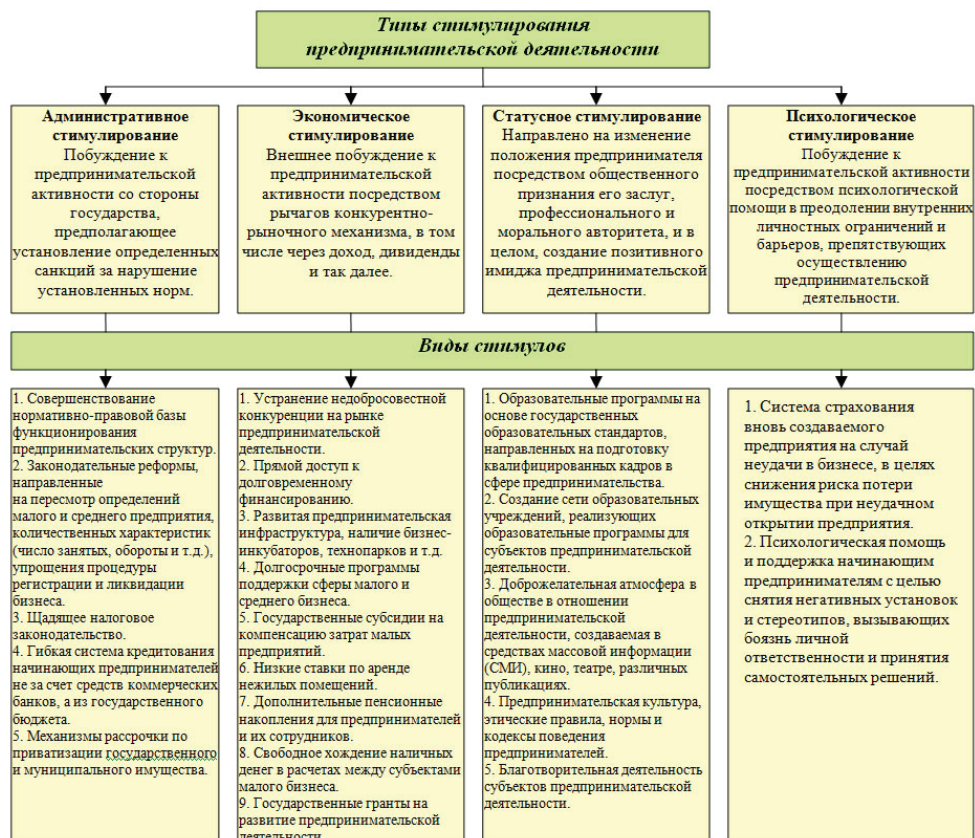 Типы стимулирования
предпринимательской деятельности
Административное
стимулирование
Побуждение к
предпринимательской
активности со стороны
государства,
предполагающее
установление определенных
санкций за нарушение
установленных норм.
Экономическое
стимулирование
Внешнее побуждение к
предпринимательской
активности посредством
рычагов конкурентно-
рыночного механизма, в том
числе через доход, дивиденды
и так далее.
Статусное стимулирование
Направлено на изменение
положения предпринимателя
посредством общественного
признания его заслуг,
профессионального и
морального авторитета, и в
целом, создание позитивного
имиджа предпринимательской
деятельности.
Психологическое
стимулирование
Побуждение к
предпринимательской активности
посредством психологической
помощи в преодолении внутренних
личностных ограничений и
барьеров, препятствующих
осуществлению
предпринимательской
деятельности.
Виды стимулов
1. Совершенствование
нормативно-правовой базы
функционирования
предпринимательских структур.
2. Законодательные реформы,
направленные
на пересмотр определений
малого и среднего предприятия,
количественных характеристик
(число занятых, обороты и т.д.),
упрощения процедуры
регистрации и ликвидации
бизнеса.
3. Щадящее налоговое
законодательство.
4. Гибкая система кредитования
начинающих предпринимателей
не за счет средств коммерческих
банков, а из государственного
бюджета.
5. Механизмы рассрочки по
приватизации государственного
и муниципального имущества.
1. Устранение недобросовестной
конкуренции на рынке
предпринимательской
деятельности.
2. Прямой доступ к
долговременному
финансированию.
3. Развитая предпринимательская
инфраструктура, наличие бизнес-
инкубаторов, технопарков и т.д.
4. Долгосрочные программы
поддержки сферы малого и
среднего бизнеса.
5. Государственные субсидии на
компенсацию затрат малых
предприятий.
6. Низкие ставки по аренде
нежилых помещений.
7. Дополнительные пенсионные
накопления для предпринимателей
и их сотрудников.
8. Свободное хождение наличных
денег в расчетах между субъектами
малого бизнеса.
9. Государственные гранты на
развитие предпринимательской
деятельности.
1. Образовательные программы на
основе государственных
образовательных стандартов,
направленных на подготовку
квалифицированных кадров в
сфере предпринимательства.
2. Создание сети образовательных
учреждений, реализующих
образовательные программы для
субъектов предпринимательской
деятельности.
3. Доброжелательная атмосфера в
обществе в отношении
предпринимательской
деятельности, создаваемая в
средствах массовой информации
(СМИ), кино, театре, различных
публикациях.
4. Предпринимательская культура,
этические правила, нормы и
кодексы поведения
предпринимателей.
5. Благотворительная деятельность
субъектов предпринимательской
деятельности.
1. Система страхования
вновь создаваемого
предприятия на случай
неудачи в бизнесе, в целях
снижения риска потери
имущества при неудачном
открытии предприятия.
2. Психологическая помощь
и поддержка начинающим
предпринимателям с целью
снятия негативных установок
и стереотипов, вызывающих
боязнь личной
ответственности и принятия
самостоятельных решений.